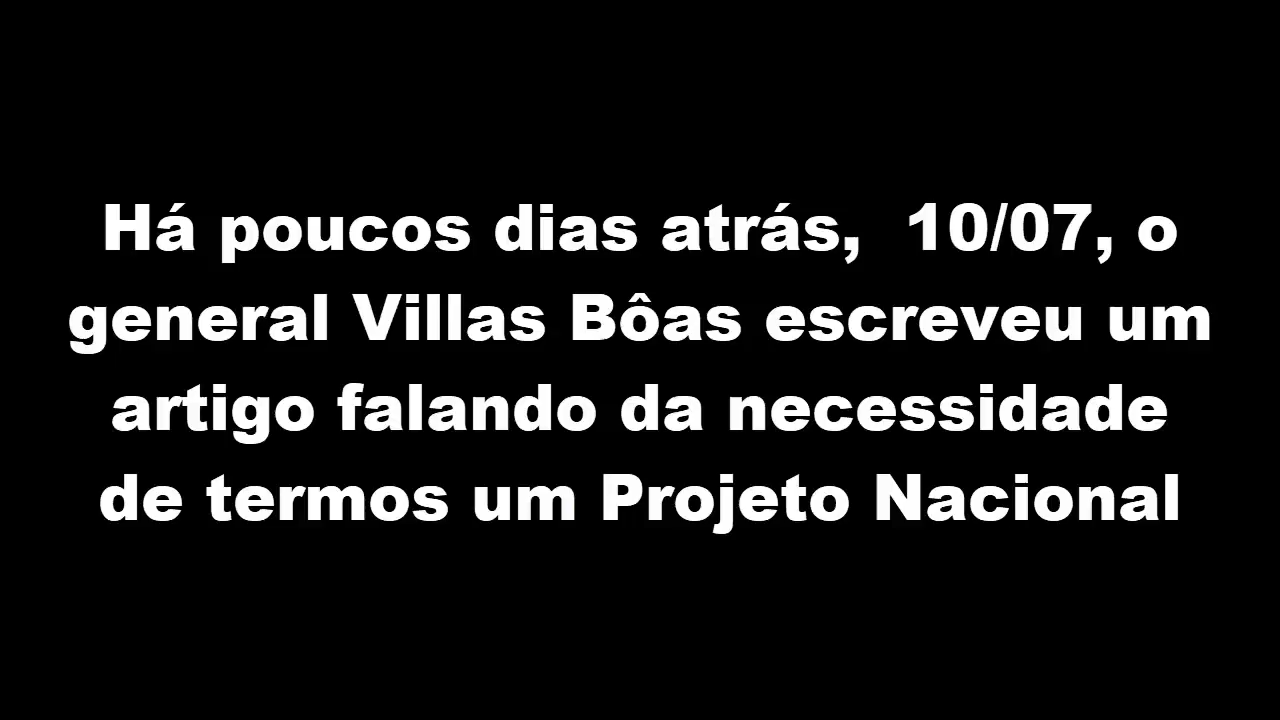 Há poucos dias atrás,  10/07, o
general Villas Bôas escreveu um
artigo falando da necessidade
de termos um Projeto Nacional